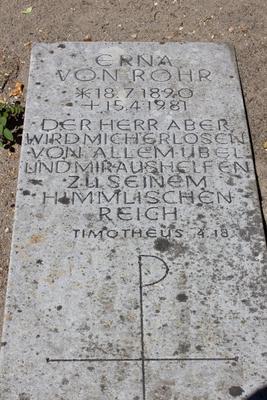 ERNA
VON ROHR
*18.7.1890
+15.4.1981
DER HERR ABER
WIRD MICH ERLÖSEN
VON ALLEM ÜBEL
UND MIR AUSHELFEN
ZU SEINEM
HIMMLISCHEN
REICH
TIMOTHEUS 4.18